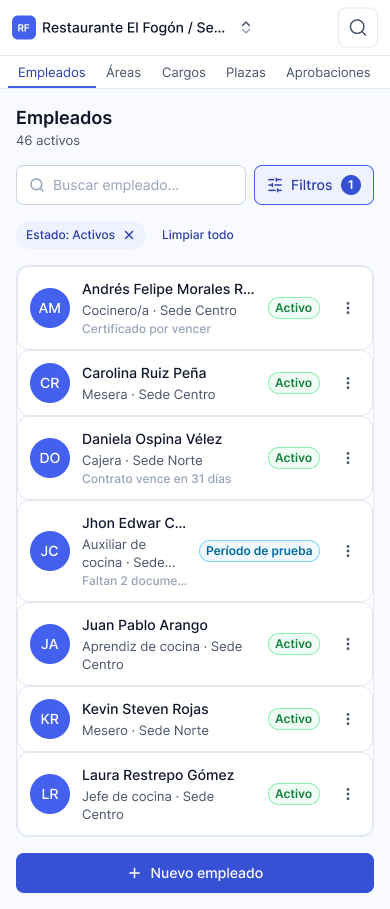 RF Restaurante El Fogón / Se...
Empleados Áreas Cargos Plazas Aprobaciones
Empleados
46 activos
Buscar empleado...
Filtros 1
Estado: Activos
Limpiar todo
AM
Andrés Felipe Morales R...
Cocinero/a · Sede Centro
Certificado por vencer
Activo
CR
Carolina Ruiz Peña
Mesera · Sede Centro
Activo
DO
Daniela Ospina Vélez
Cajera · Sede Norte
Contrato vence en 31 días
Activo
JC
Jhon Edwar C...
Auxiliar de
cocina · Sede...
Faltan 2 docume...
Período de prueba
JA
Juan Pablo Arango
Aprendiz de cocina · Sede
Centro
Activo
KR
Kevin Steven Rojas
Mesero · Sede Norte
Activo
LR
Laura Restrepo Gómez
Jefe de cocina · Sede
Centro
Activo
+ Nuevo empleado